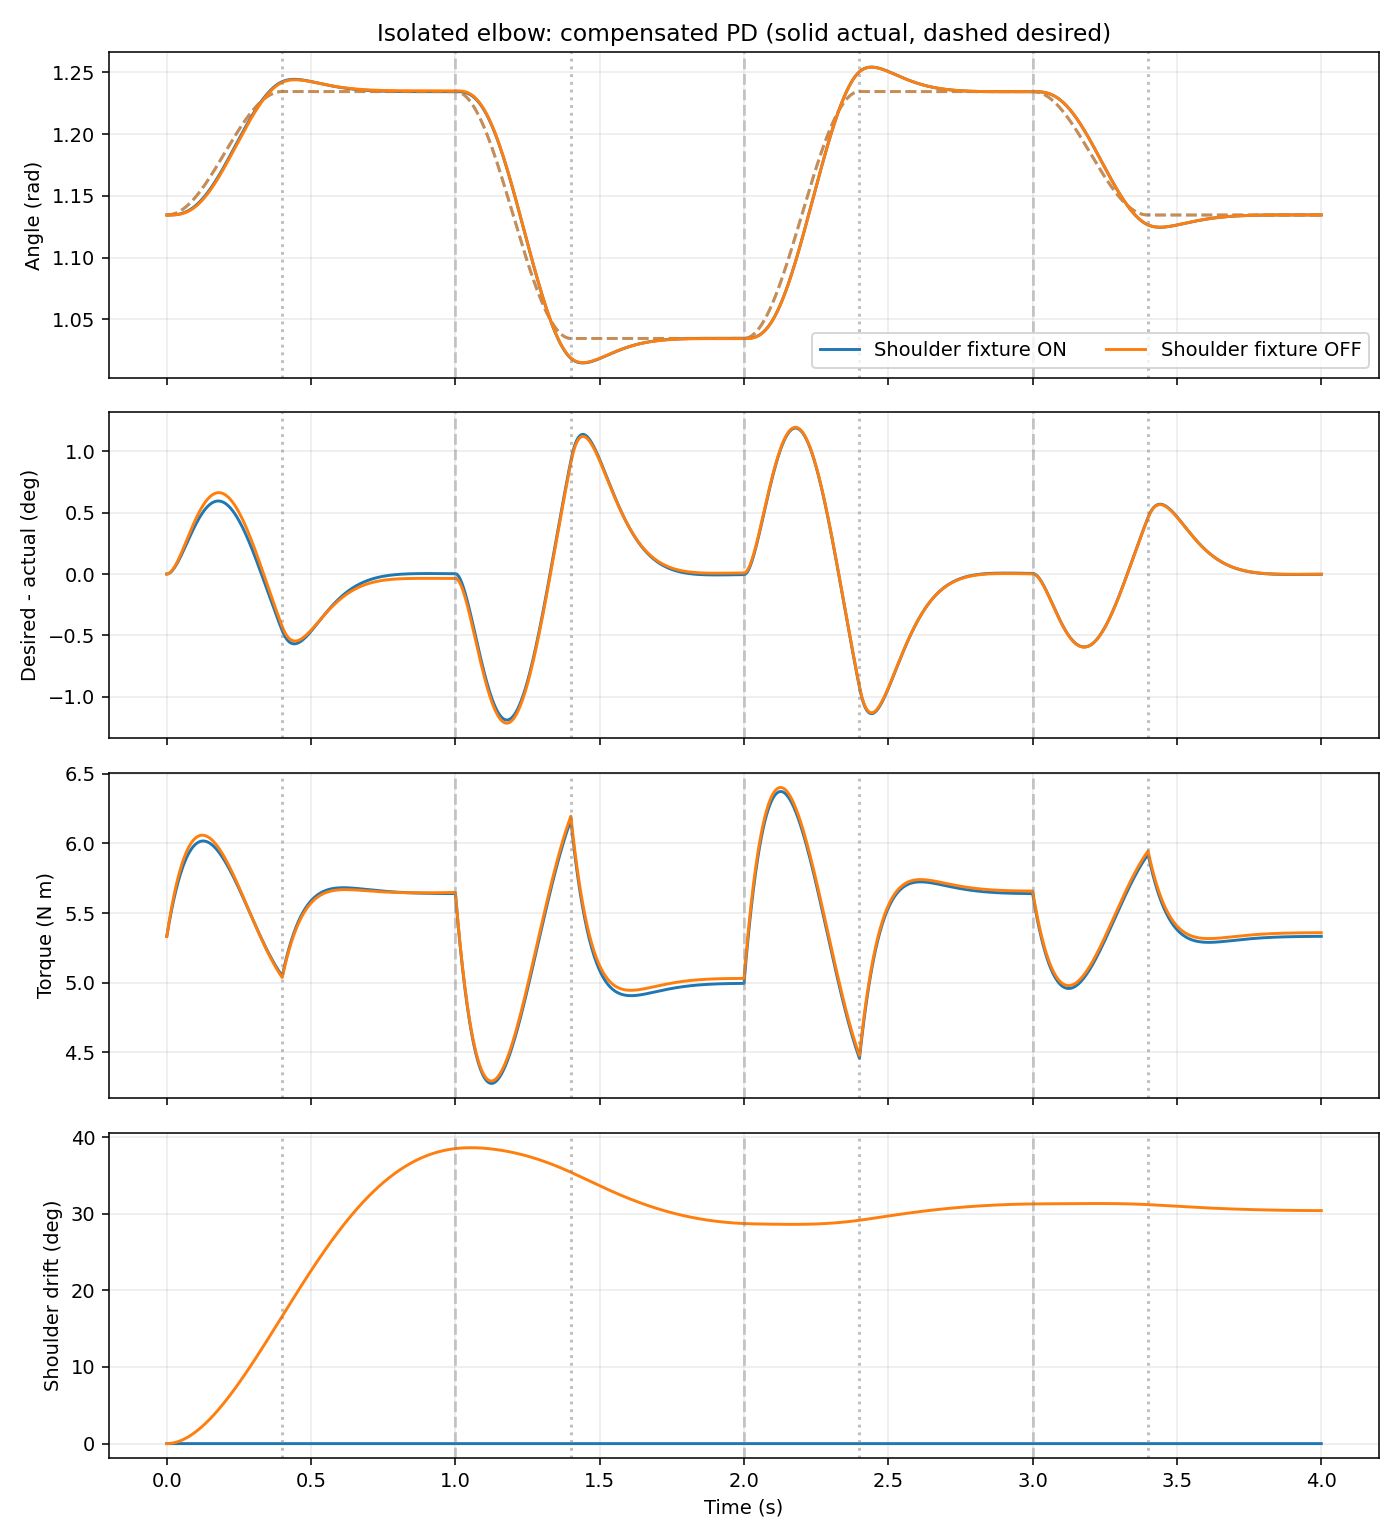 Isolated elbow: compensated PD (solid actual, dashed desired)
1.25
1.20
1.15
1.10
1.05
Angle (rad)
Shoulder fixture ON
Shoulder fixture OFF
1.0
0.5
0.0
−0.5
−1.0
Desired - actual (deg)
6.5
6.0
5.5
5.0
4.5
Torque (N m)
40
30
20
10
0
Shoulder drift (deg)
0.0 0.5 1.0 1.5 2.0 2.5 3.0 3.5 4.0
Time (s)